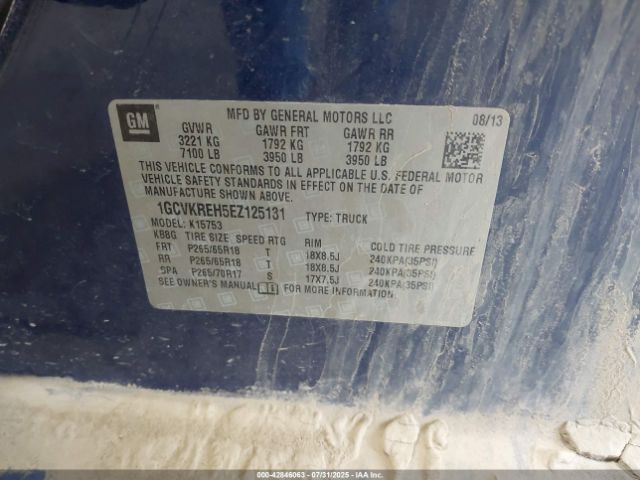 GM
MFD BY GENERAL MOTORS LLC
08/13
GVWR GAWR FRT GAWR RR
3221 KG 1792 KG 1792 KG
7100 LB 3950 LB 3950 LB
THIS VEHICLE CONFORMS TO ALL APPLICABLE U.S. FEDERAL MOTOR
VEHICLE SAFETY STANDARDS IN EFFECT ON THE DATE OF
MANUFACTURE SHOWN ABOVE.
1GCVKREH5EZ125131 TYPE: TRUCK
MODEL: K15753
KBBG TIRE SIZE SPEED RTG RIM COLD TIRE PRESSURE
FRT P265/65R18 T 18X8.5J 240KPA(35PSI)
RR P265/65R18 T 18X8.5J 240KPA(35PSI)
SPA P265/70R17 S 17X7.5J 240KPA(35PSI)
SEE OWNER'S MANUAL FOR MORE INFORMATION.
000-42846063 - 07/31/2025 - IAAI.com